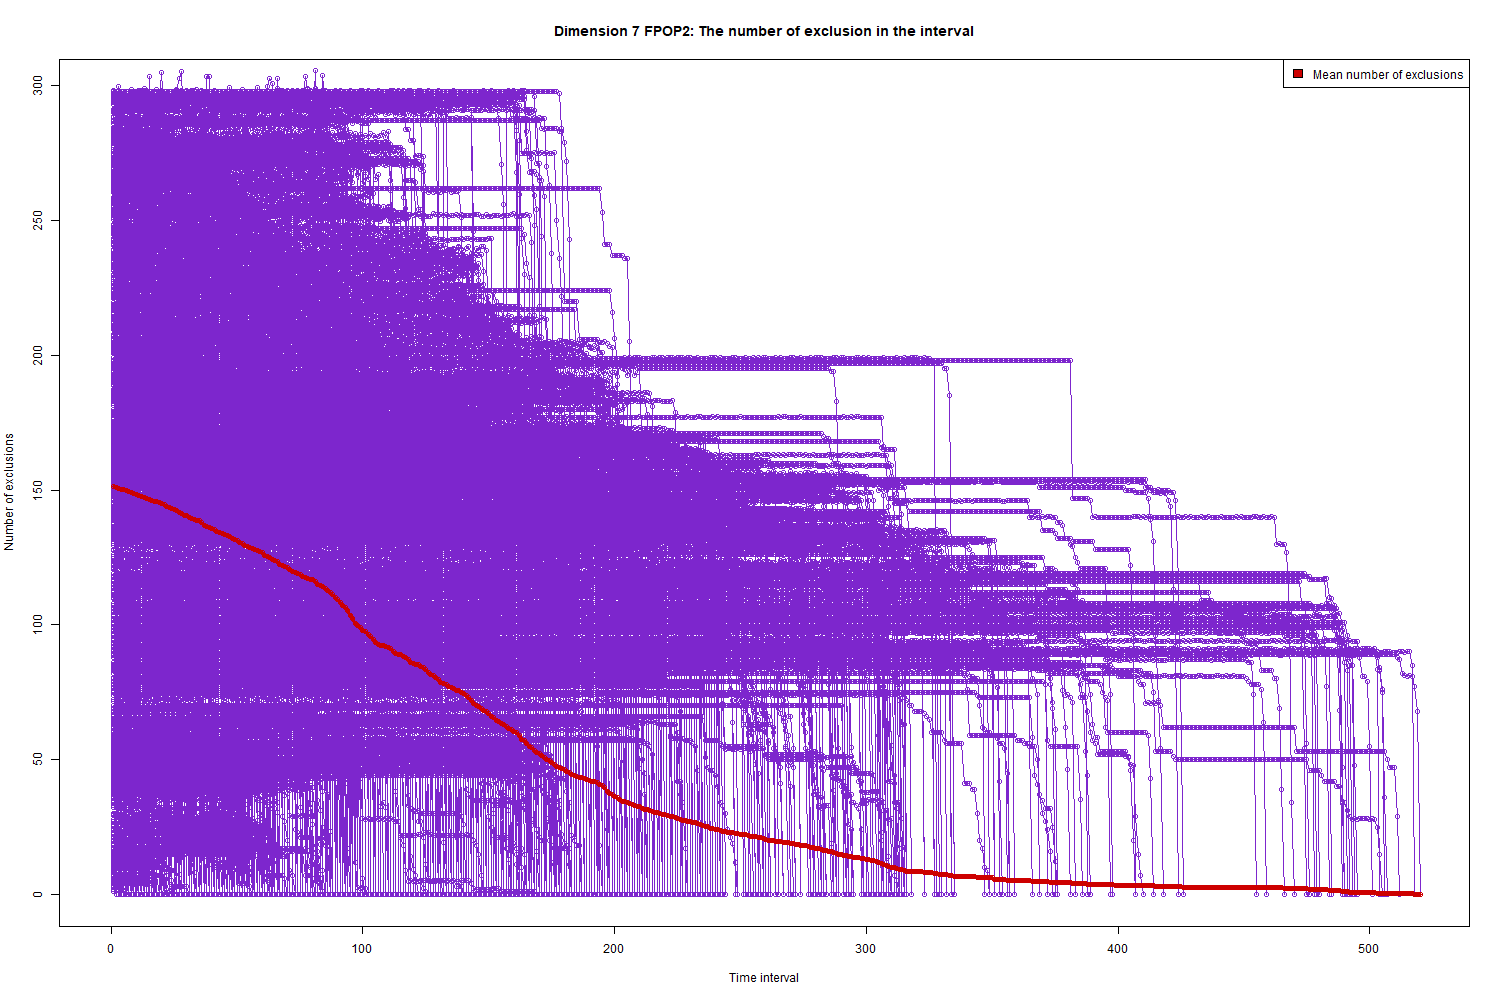 Dimension 7 FPOP2: The number of exclusion in the interval
Mean number of exclusions
Number of exclusions
300
250
200
150
100
50
0
0 100 200 300 400 500
Time interval